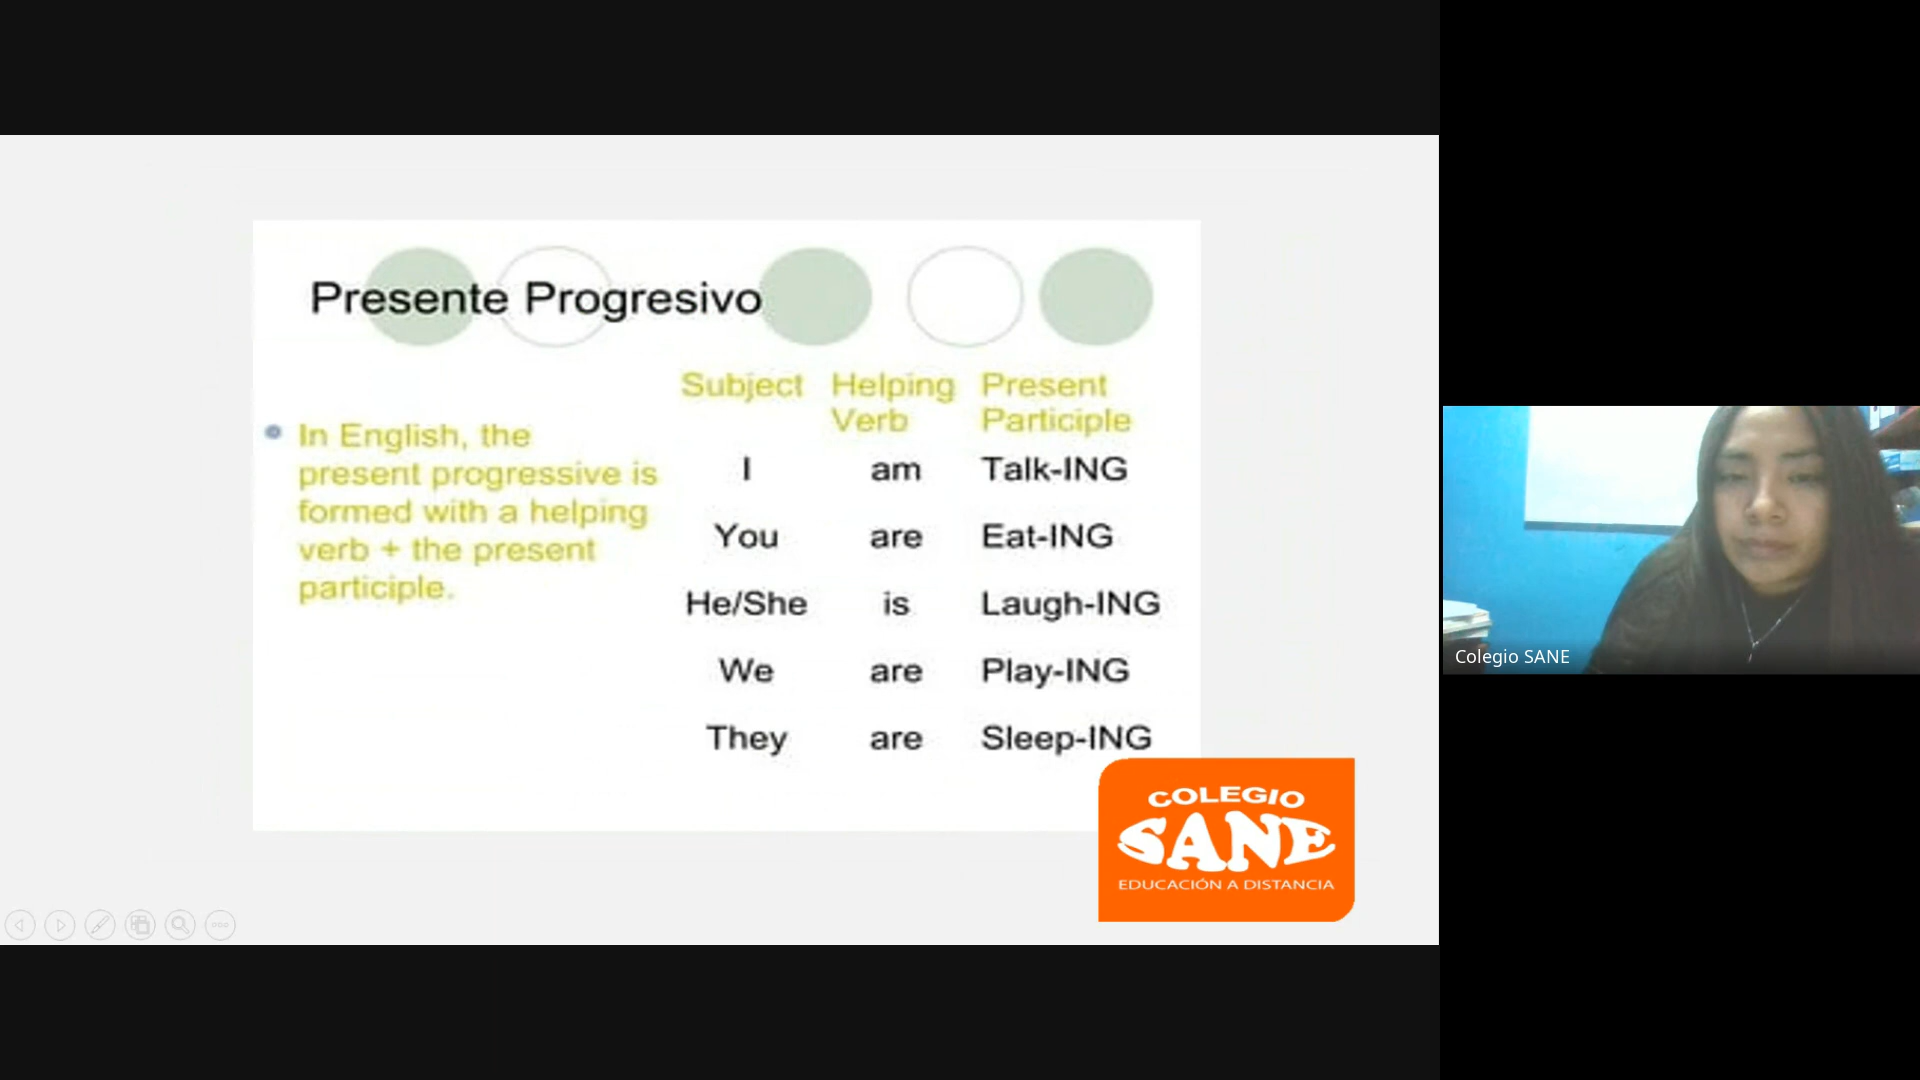 Presente Progresivo
In English, the
present progressive is
formed with a helping
verb + the present
participle.
Subject Helping Verb Present Participle
I am Talk-ING
You are Eat-ING
He/She is Laugh-ING
We are Play-ING
They are Sleep-ING
COLEGIO
SANE
EDUCACIÓN A DISTANCIA
Colegio SANE